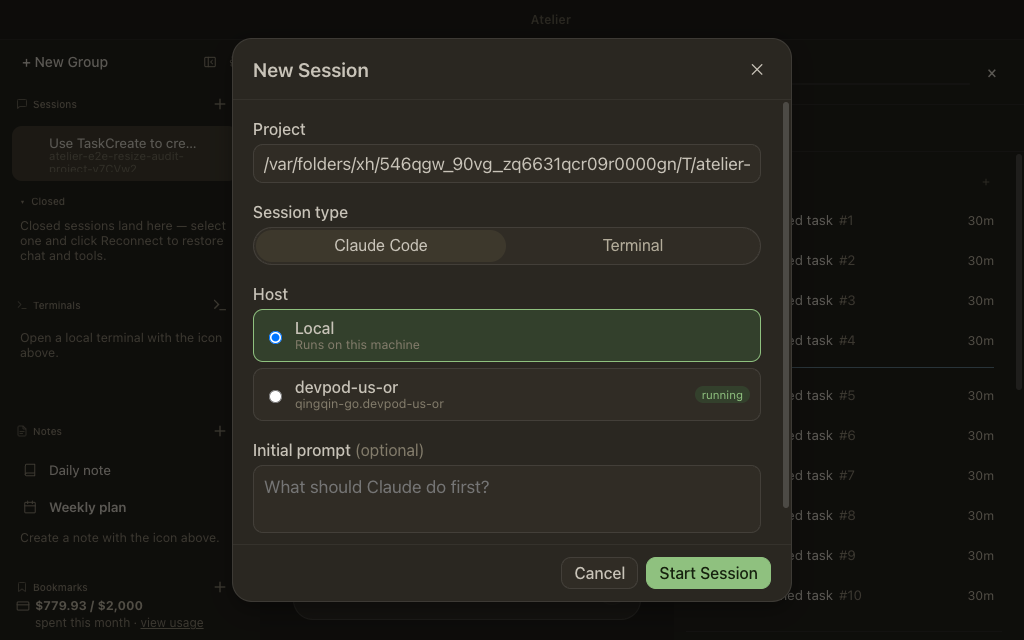 Atelier
+ New Group
Sessions
Use TaskCreate to cre...
atelier-e2e-resize-audit-
project-v7CYw2
Closed
Closed sessions land here — select
one and click Reconnect to restore
chat and tools.
Terminals
Open a local terminal with the icon
above.
Notes
Daily note
Weekly plan
Create a note with the icon above.
Bookmarks
$779.93 / $2,000
spent this month · view usage
New Session
Project
/var/folders/xh/546qgw_90vg_zq6631qcr09r0000gn/T/atelier-
Session type
Claude Code
Terminal
Host
Local
Runs on this machine
devpod-us-or
qingqin-go.devpod-us-or
running
Initial prompt (optional)
What should Claude do first?
Cancel
Start Session
ed task #1 30m
ed task #2 30m
ed task #3 30m
ed task #4 30m
ed task #5 30m
ed task #6 30m
ed task #7 30m
ed task #8 30m
ed task #9 30m
ed task #10 30m